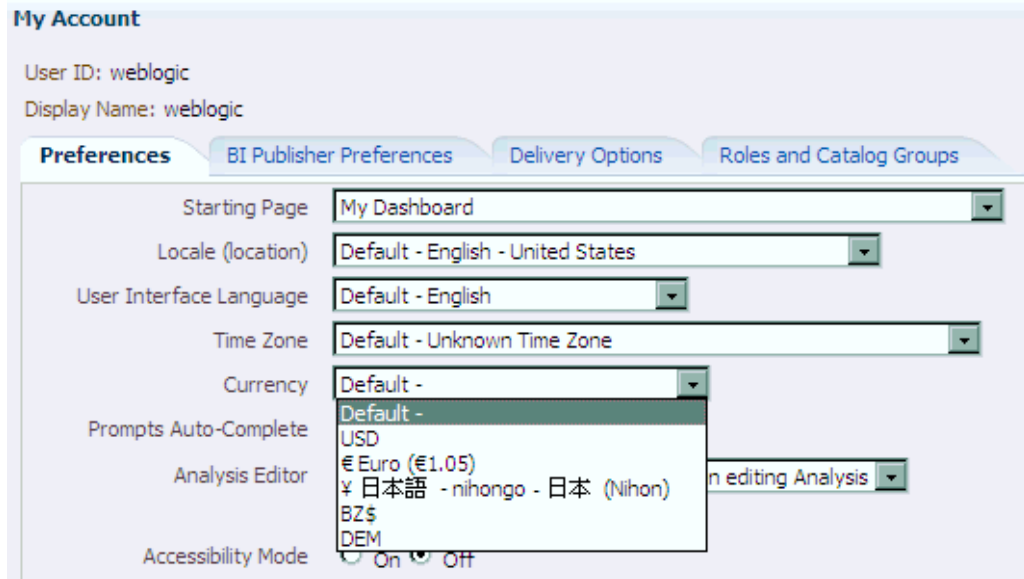 My Account
User ID: weblogic
Display Name: weblogic
Preferences BI Publisher Preferences Delivery Options Roles and Catalog Groups
Starting Page My Dashboard
Locale (location) Default - English - United States
User Interface Language Default - English
Time Zone Default - Unknown Time Zone
Currency Default -
Default -
Prompts Auto-Complete
USD
€ Euro (€1.05)
Analysis Editor editing Analysis
¥ 日本語 - nihongo - 日本 (Nihon)
BZ$
DEM
Accessibility Mode On Off